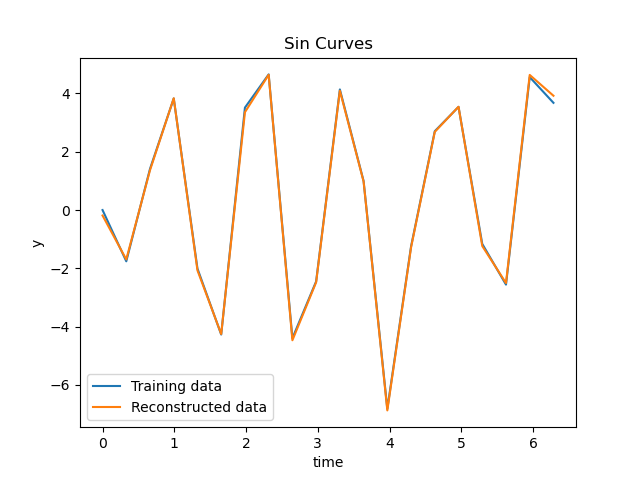 Sin Curves
y
4
2
0
−2
−4
−6
Training data
Reconstructed data
0 1 2 3 4 5 6
time